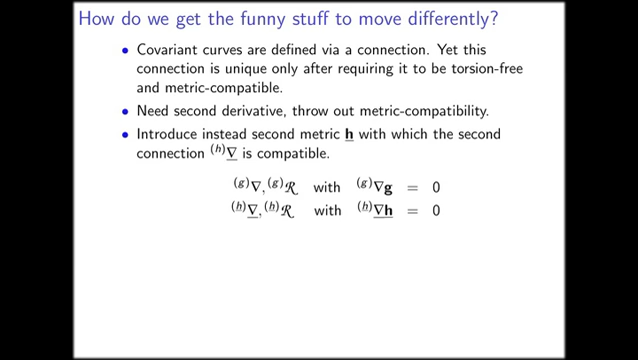 How do we get the funny stuff to move differently?
• Covariant curves are defined via a connection. Yet this
connection is unique only after requiring it to be torsion-free
and metric-compatible.
• Need second derivative, throw out metric-compatibility.
• Introduce instead second metric h with which the second
connection ⁽ʰ⁾∇ is compatible.
⁽ᵍ⁾∇, ⁽ᵍ⁾ℛ with ⁽ᵍ⁾∇g = 0
⁽ʰ⁾∇, ⁽ʰ⁾ℛ with ⁽ʰ⁾∇h = 0